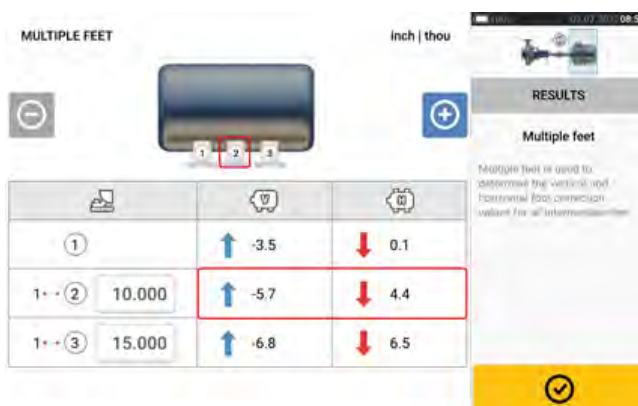 MULTIPLE FEET
inch | thou
1 2 3
V H
1 -3.5 0.1
1 2 10.000 -5.7 4.4
1 3 15.000 -6.8 6.5
08:5
RESULTS
Multiple feet
Multiple feet is used to
determine the vertical and
horizontal foot correction
values for all intermediate